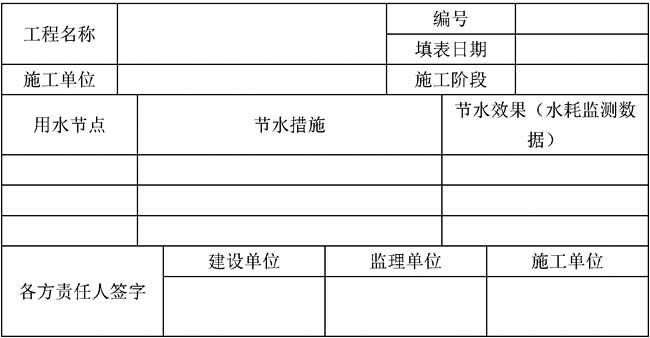 工程名称
编号
填表日期
施工单位
施工阶段
用水节点
节水措施
节水效果（水耗监测数
据）
各方责任人签字
建设单位
监理单位
施工单位